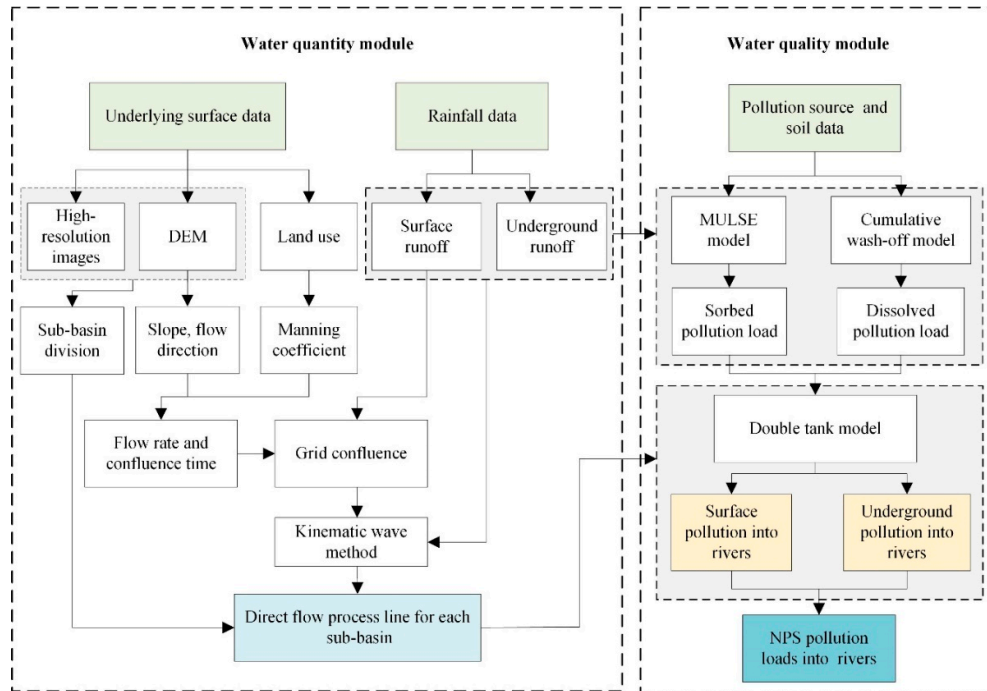 Water quantity module
Underlying surface data
Rainfall data
High-
resolution
images
DEM
Land use
Surface
runoff
Underground
runoff
Sub-basin
division
Slope, flow
direction
Manning
coefficient
Flow rate and
confluence time
Grid confluence
Kinematic wave
method
Direct flow process line for each
sub-basin
Water quality module
Pollution source and
soil data
MULSE
model
Cumulative
wash-off model
Sorbed
pollution load
Dissolved
pollution load
Double tank model
Surface
pollution into
rivers
Underground
pollution into
rivers
NPS pollution
loads into rivers